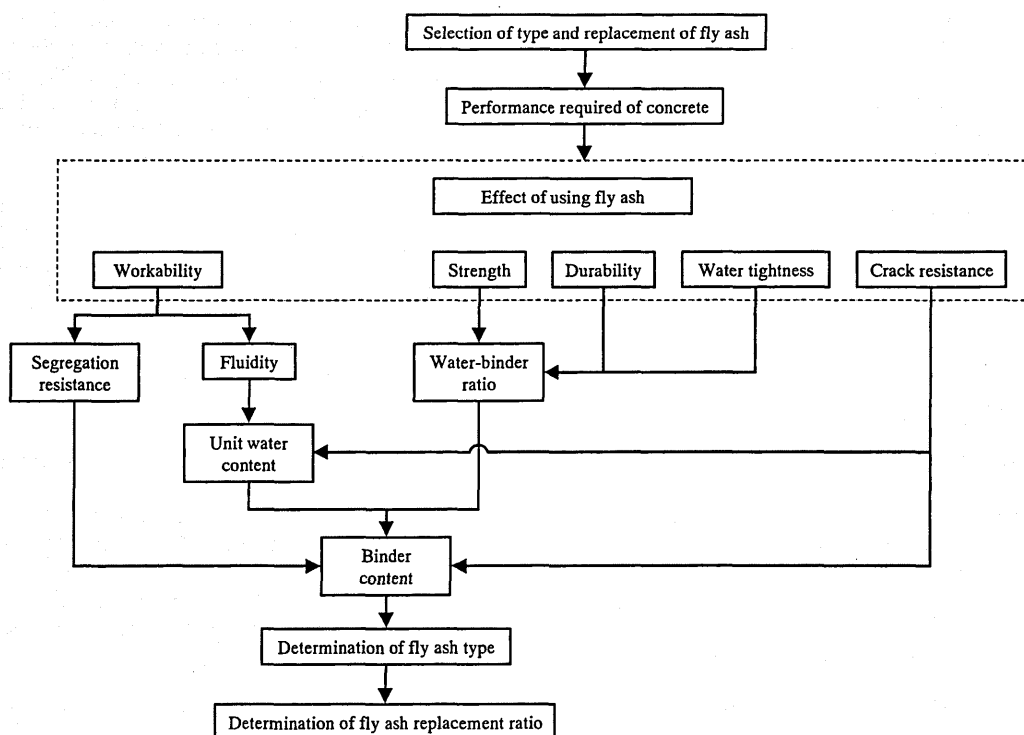 Selection of type and replacement of fly ash
Performance required of concrete
Effect of using fly ash
Workability
Strength
Durability
Water tightness
Crack resistance
Segregation
resistance
Fluidity
Water-binder
ratio
Unit water
content
Binder
content
Determination of fly ash type
Determination of fly ash replacement ratio